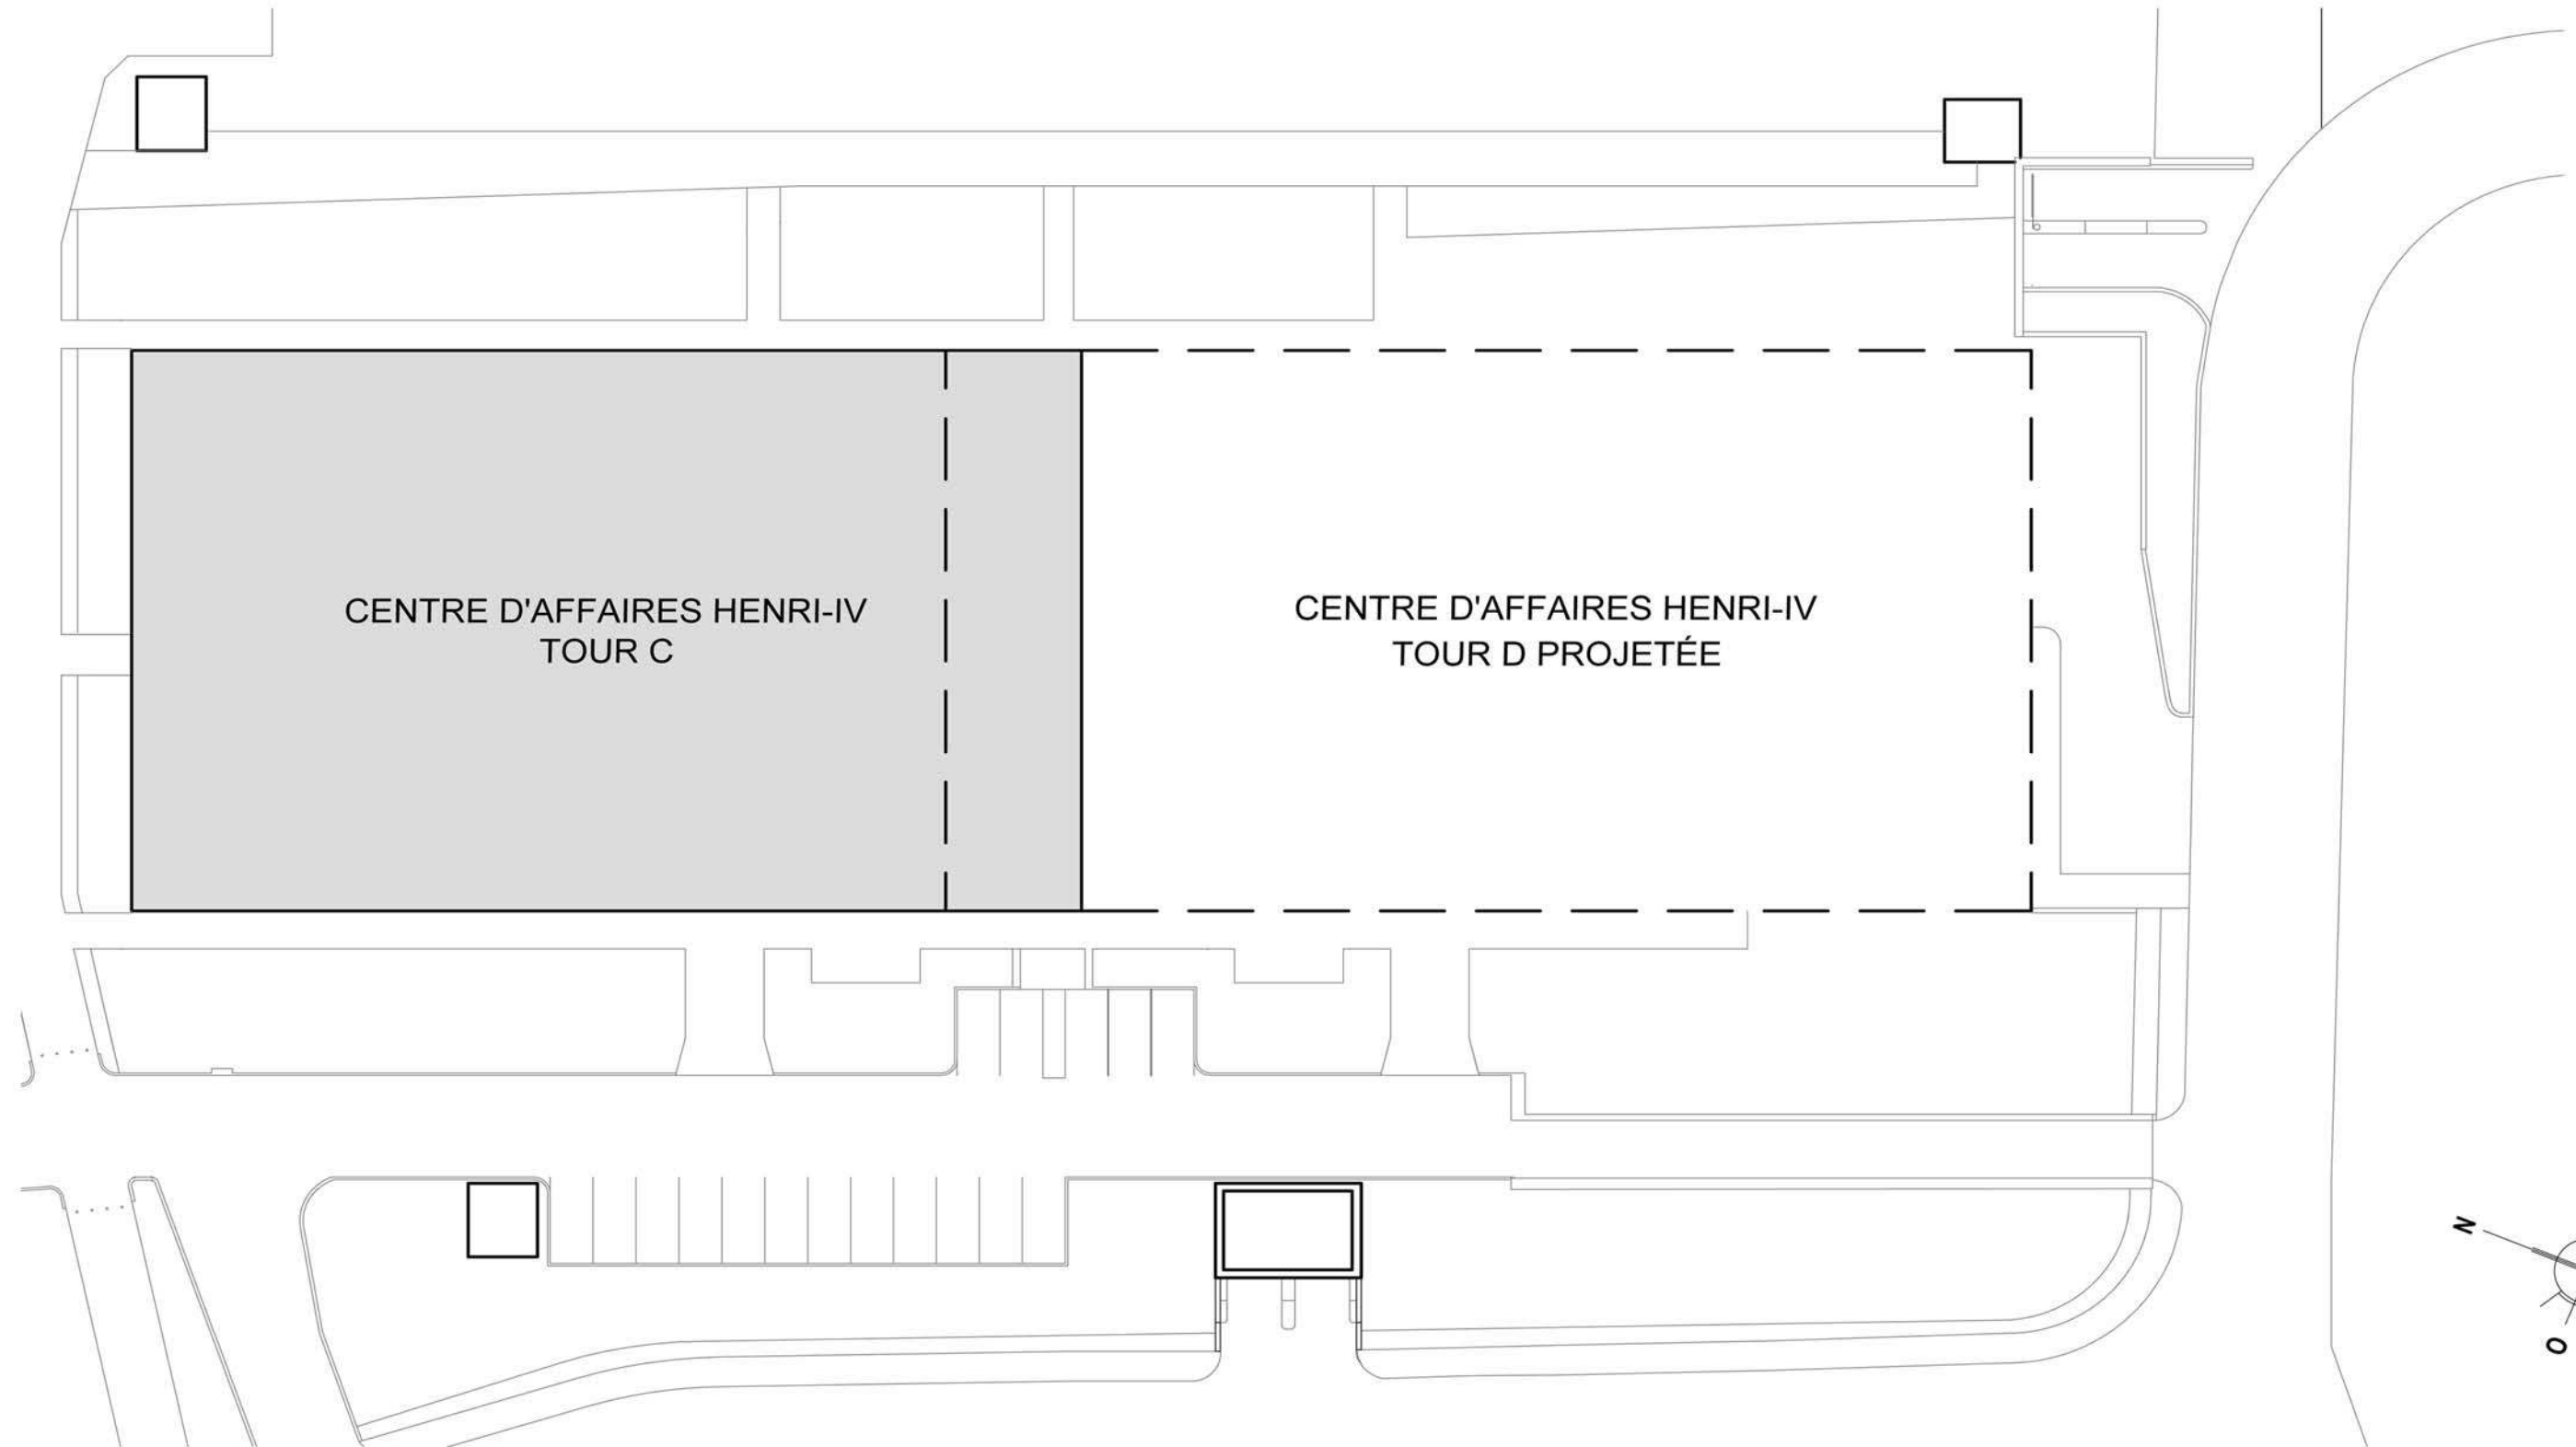 CENTRE D'AFFAIRES HENRI-IV
TOUR C
CENTRE D'AFFAIRES HENRI-IV
TOUR D PROJETÉE
N
O